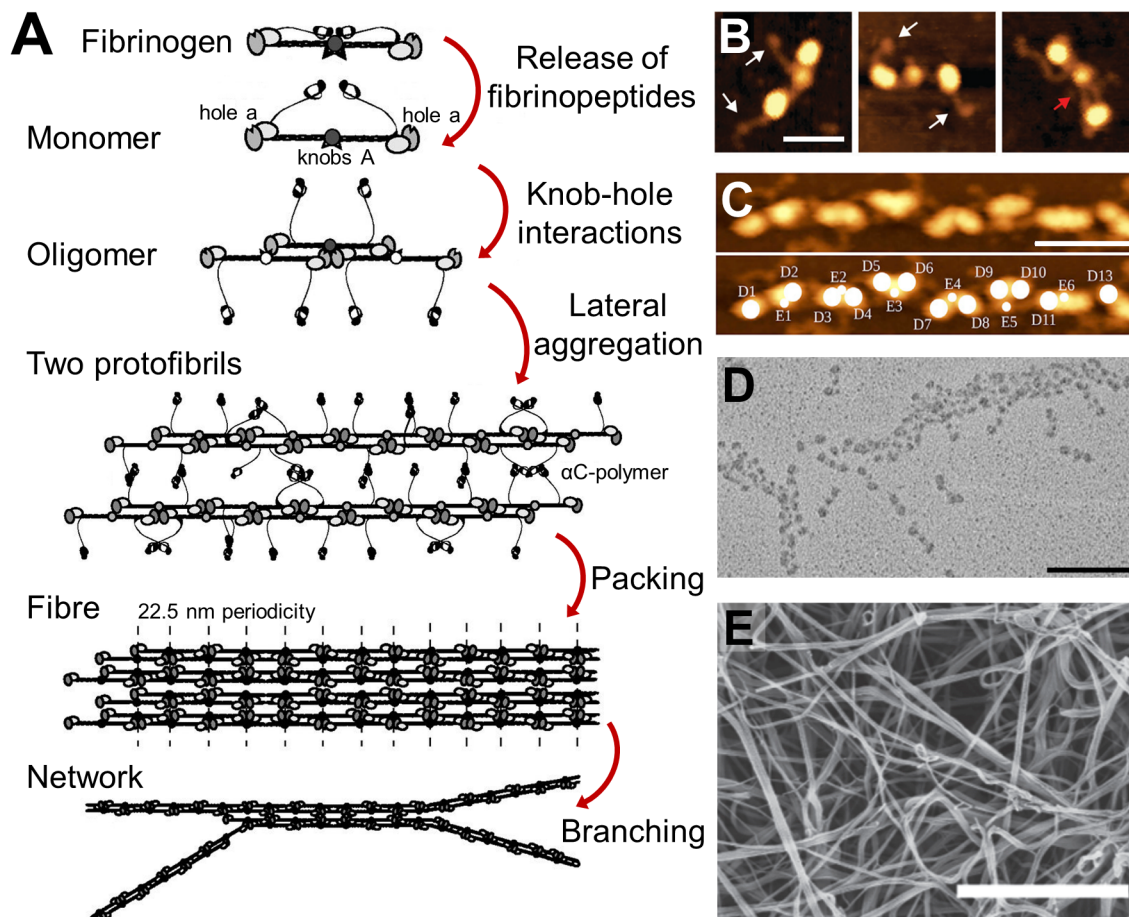 A
Fibrinogen
Release of
fibrinopeptides
hole a
hole a
Monomer
knobs A
Knob-hole
interactions
Oligomer
Lateral
aggregation
Two protofibrils
αC-polymer
Packing
Fibre
22.5 nm periodicity
Network
Branching
B
C
D1
D2
E1
E2
D3
D4
D5
D6
E3
E4
D7
D8
D9
D10
E5
D11
E6
D13
D
E